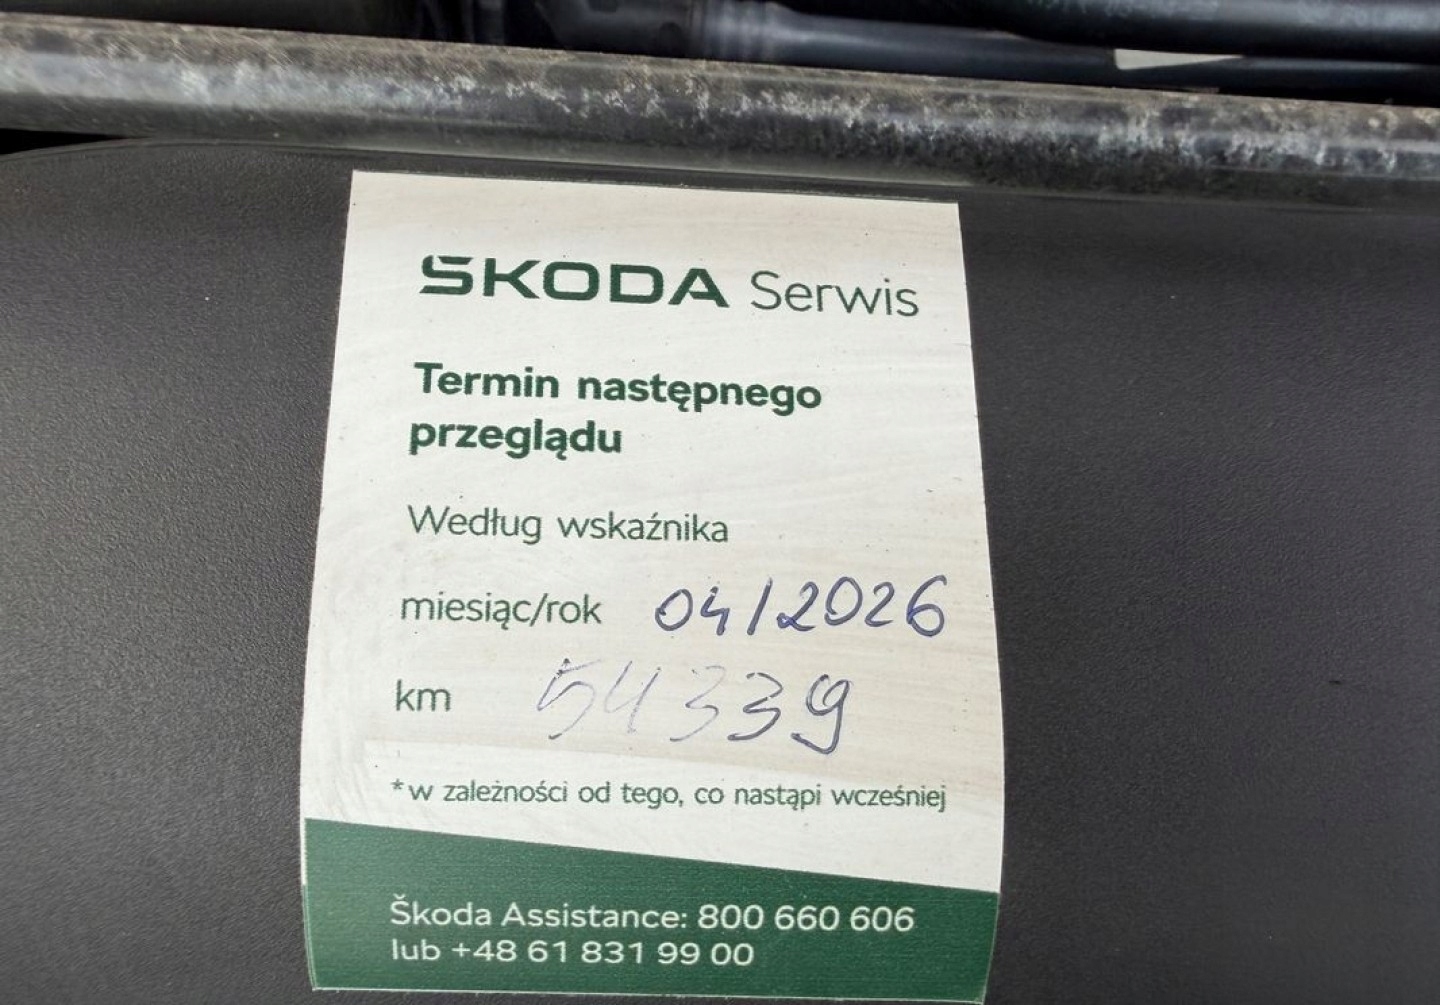 ŠKODA Serwis
Termin następnego
przeglądu
Według wskaźnika
miesiąc/rok 04/2026
km 54339
*w zależności od tego, co nastąpi wcześniej
Škoda Assistance: 800 660 606
lub +48 61 831 99 00